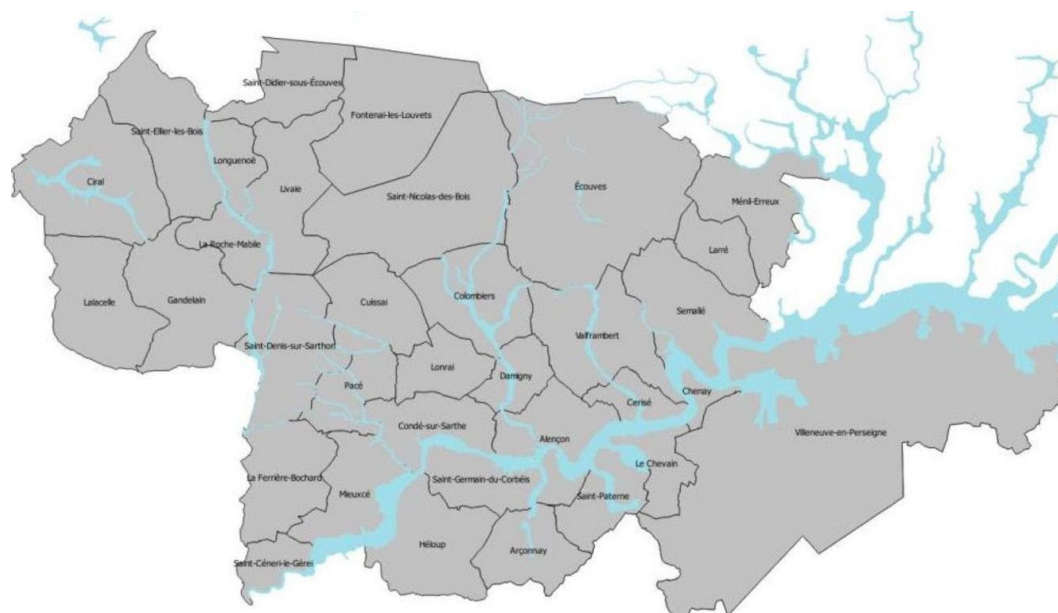 Saint-Didier-sous-Écouves
Fontenai-les-Louvets
Saint-Ellier-les-Bois
Longuenoë
Ciral
Livaie
Saint-Nicolas-des-Bois
Écouves
Ménil-Erreux
La Roche-Mabile
Larré
Lalacelle
Gandelain
Cuissai
Colombiers
Semallé
Saint-Denis-sur-Sarthon
Valframbert
Lonrai
Pacé
Damigny
Chenay
Cerisé
Condé-sur-Sarthe
Alençon
Villeneuve-en-Perseigne
Le Chevain
La Ferrière-Bochard
Saint-Germain-du-Corbéis
Mieuxcé
Saint-Paterne
Héloup
Arçonnay
Saint-Céneri-le-Gérei